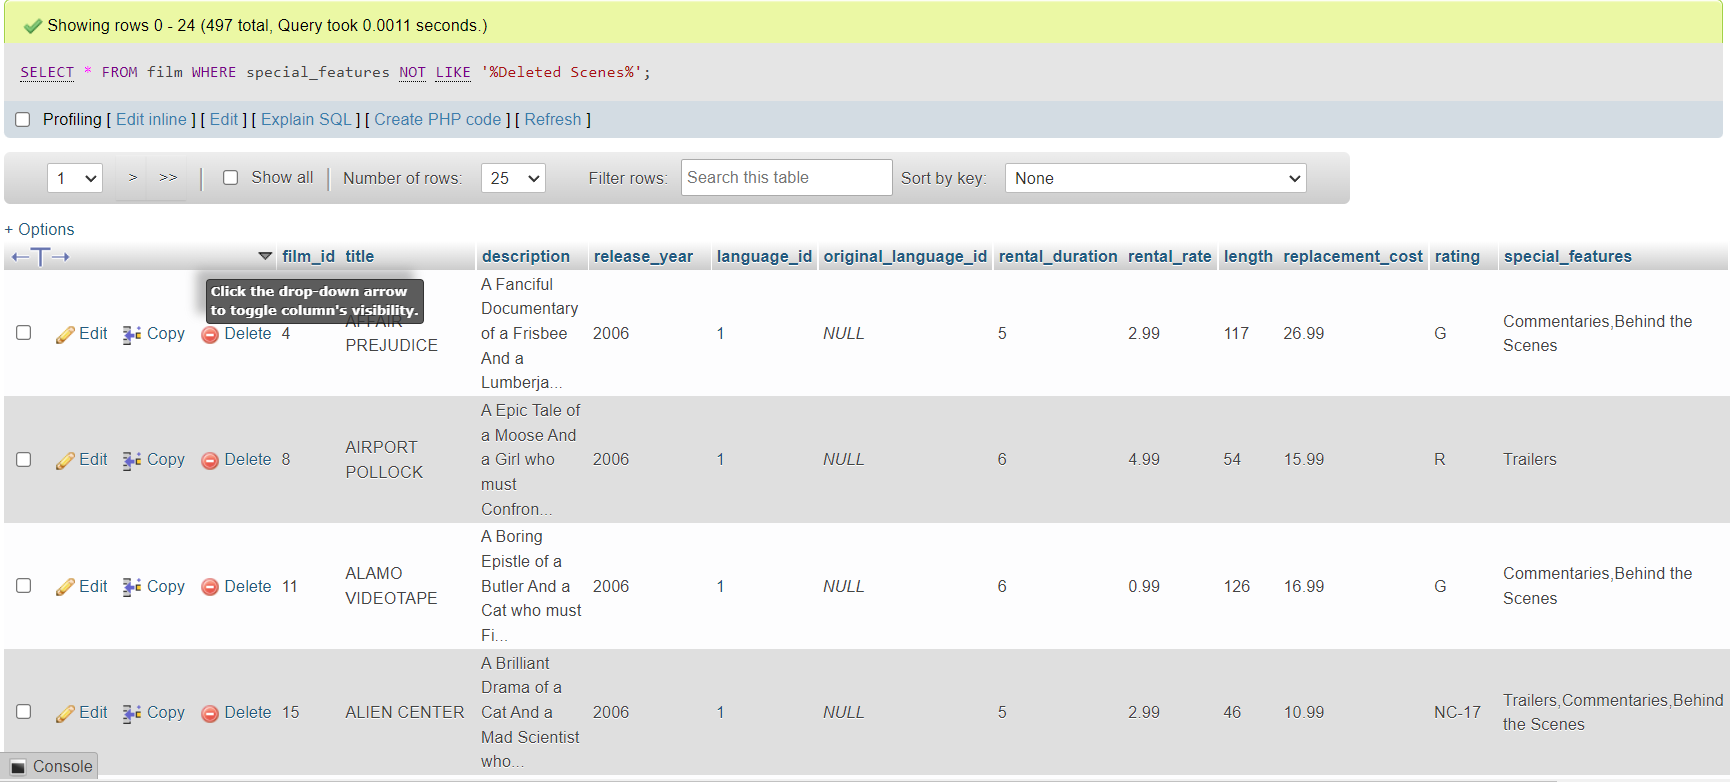 Showing rows 0 - 24 (497 total, Query took 0.0011 seconds.)
SELECT * FROM film WHERE special_features NOT LIKE '%Deleted Scenes%';
Profiling [ Edit inline ] [ Edit ] [ Explain SQL ] [ Create PHP code ] [ Refresh ]
1 > >> Show all Number of rows: 25 Filter rows: Search this table Sort by key: None
+ Options
←T→ film_id title description release_year language_id original_language_id rental_duration rental_rate length replacement_cost rating special_features
Click the drop-down arrow
to toggle column's visibility.
A Fanciful
Documentary
of a Frisbee
And a
Lumberja...
Edit Copy Delete 4 AFFAIR
PREJUDICE 2006 1 NULL 5 2.99 117 26.99 G Commentaries,Behind the
Scenes
A Epic Tale of
a Moose And
a Girl who
must
Confron...
Edit Copy Delete 8 AIRPORT
POLLOCK 2006 1 NULL 6 4.99 54 15.99 R Trailers
A Boring
Epistle of a
Butler And a
Cat who must
Fi...
Edit Copy Delete 11 ALAMO
VIDEOTAPE 2006 1 NULL 6 0.99 126 16.99 G Commentaries,Behind the
Scenes
A Brilliant
Drama of a
Cat And a
Mad Scientist
who...
Edit Copy Delete 15 ALIEN CENTER 2006 1 NULL 5 2.99 46 10.99 NC-17 Trailers,Commentaries,Behind
the Scenes
Console